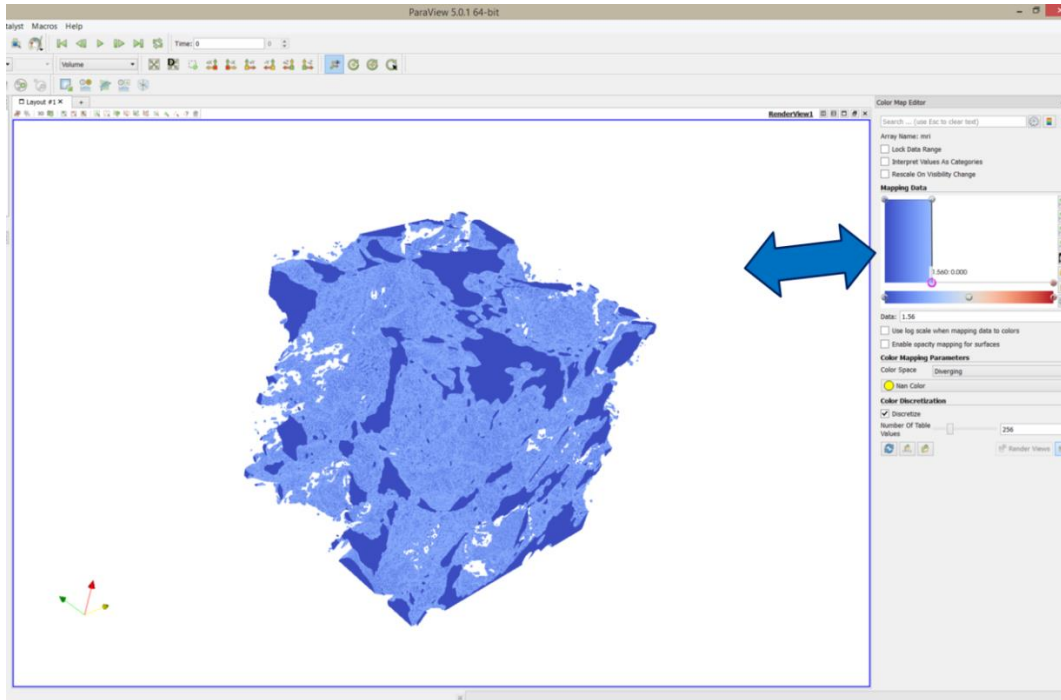 ParaView 5.0.1 64-bit
talyst Macros Help
Time: 0 0
Volume
Layout #1 × +
RenderView1
Color Map Editor
Search ... (use Esc to clear text)
Array Name: mri
Lock Data Range
Interpret Values As Categories
Rescale On Visibility Change
Mapping Data
1.560: 0.000
Data: 1.56
Use log scale when mapping data to colors
Enable opacity mapping for surfaces
Color Mapping Parameters
Color Space Diverging
Nan Color
Color Discretization
Discretize
Number Of Table
Values
256
Render Views